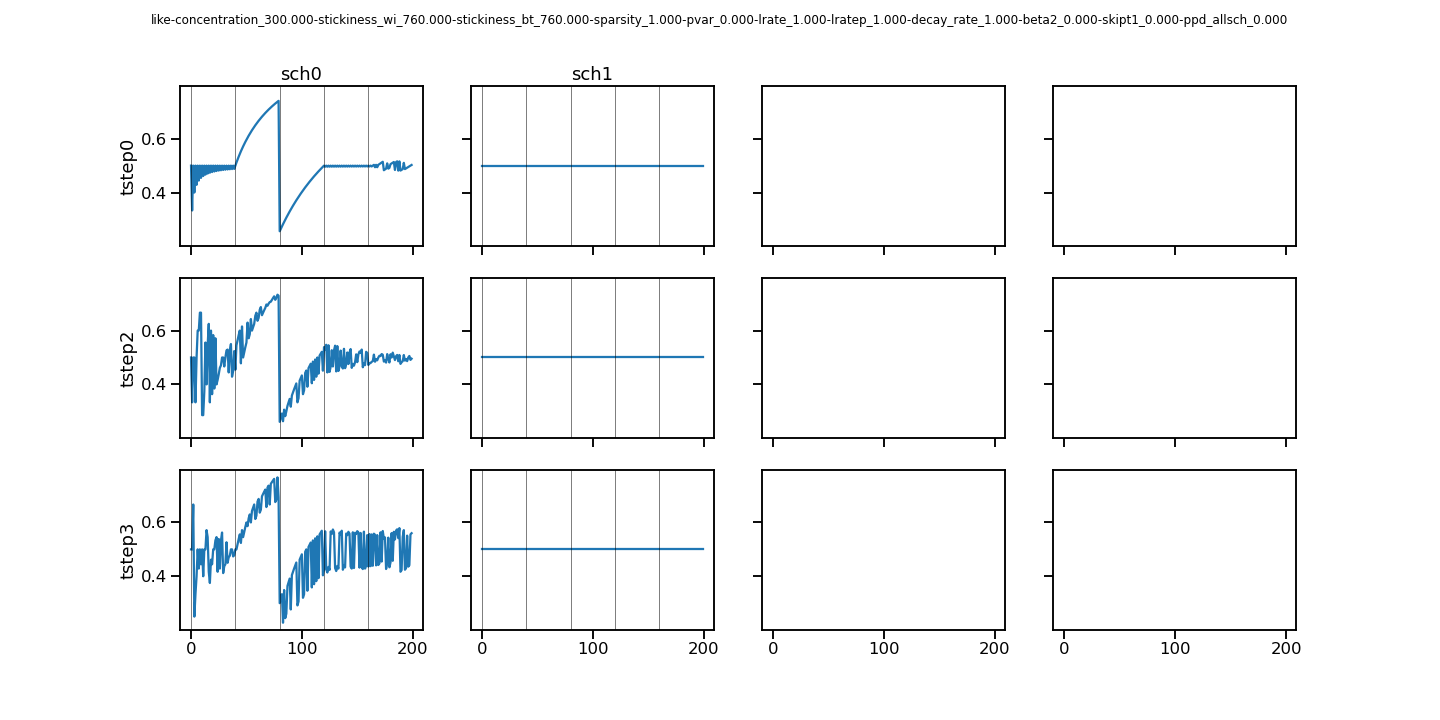 like-concentration_300.000-stickiness_wi_760.000-stickiness_bt_760.000-sparsity_1.000-pvar_0.000-lrate_1.000-lratep_1.000-decay_rate_1.000-beta2_0.000-skipt1_0.000-ppd_allsch_0.000
sch0 sch1
tstep0
0.6
0.4
tstep2
0.6
0.4
tstep3
0.6
0.4
0 100 200 0 100 200 0 100 200 0 100 200